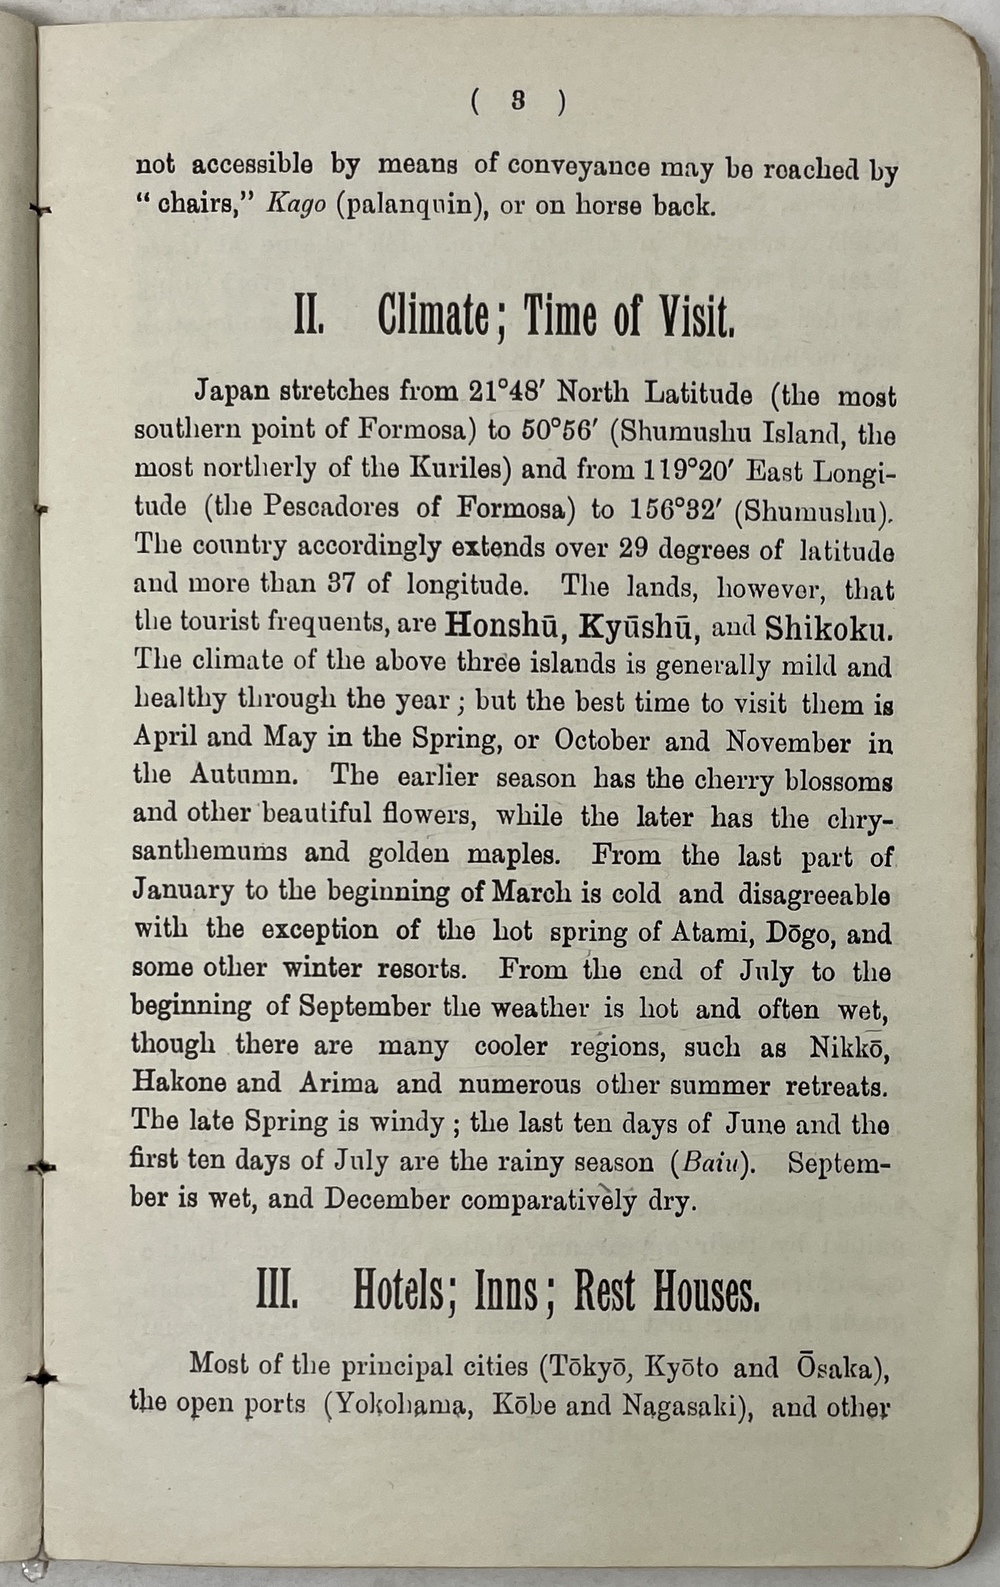 ( 3 )
not accessible by means of conveyance may be reached by
“ chairs,” Kago (palanquin), or on horse back.
II. Climate; Time of Visit.
Japan stretches from 21°48′ North Latitude (the most
southern point of Formosa) to 50°56′ (Shumushu Island, the
most northerly of the Kuriles) and from 119°20′ East Longi-
tude (the Pescadores of Formosa) to 156°32′ (Shumushu).
The country accordingly extends over 29 degrees of latitude
and more than 37 of longitude. The lands, however, that
the tourist frequents, are Honshū, Kyūshū, and Shikoku.
The climate of the above three islands is generally mild and
healthy through the year ; but the best time to visit them is
April and May in the Spring, or October and November in
the Autumn. The earlier season has the cherry blossoms
and other beautiful flowers, while the later has the chry-
santhemums and golden maples. From the last part of
January to the beginning of March is cold and disagreeable
with the exception of the hot spring of Atami, Dōgo, and
some other winter resorts. From the end of July to the
beginning of September the weather is hot and often wet,
though there are many cooler regions, such as Nikkō,
Hakone and Arima and numerous other summer retreats.
The late Spring is windy ; the last ten days of June and the
first ten days of July are the rainy season (Baiu). Septem-
ber is wet, and December comparatively dry.
III. Hotels; Inns; Rest Houses.
Most of the principal cities (Tōkyō, Kyōto and Ōsaka),
the open ports (Yokohama, Kōbe and Nagasaki), and other